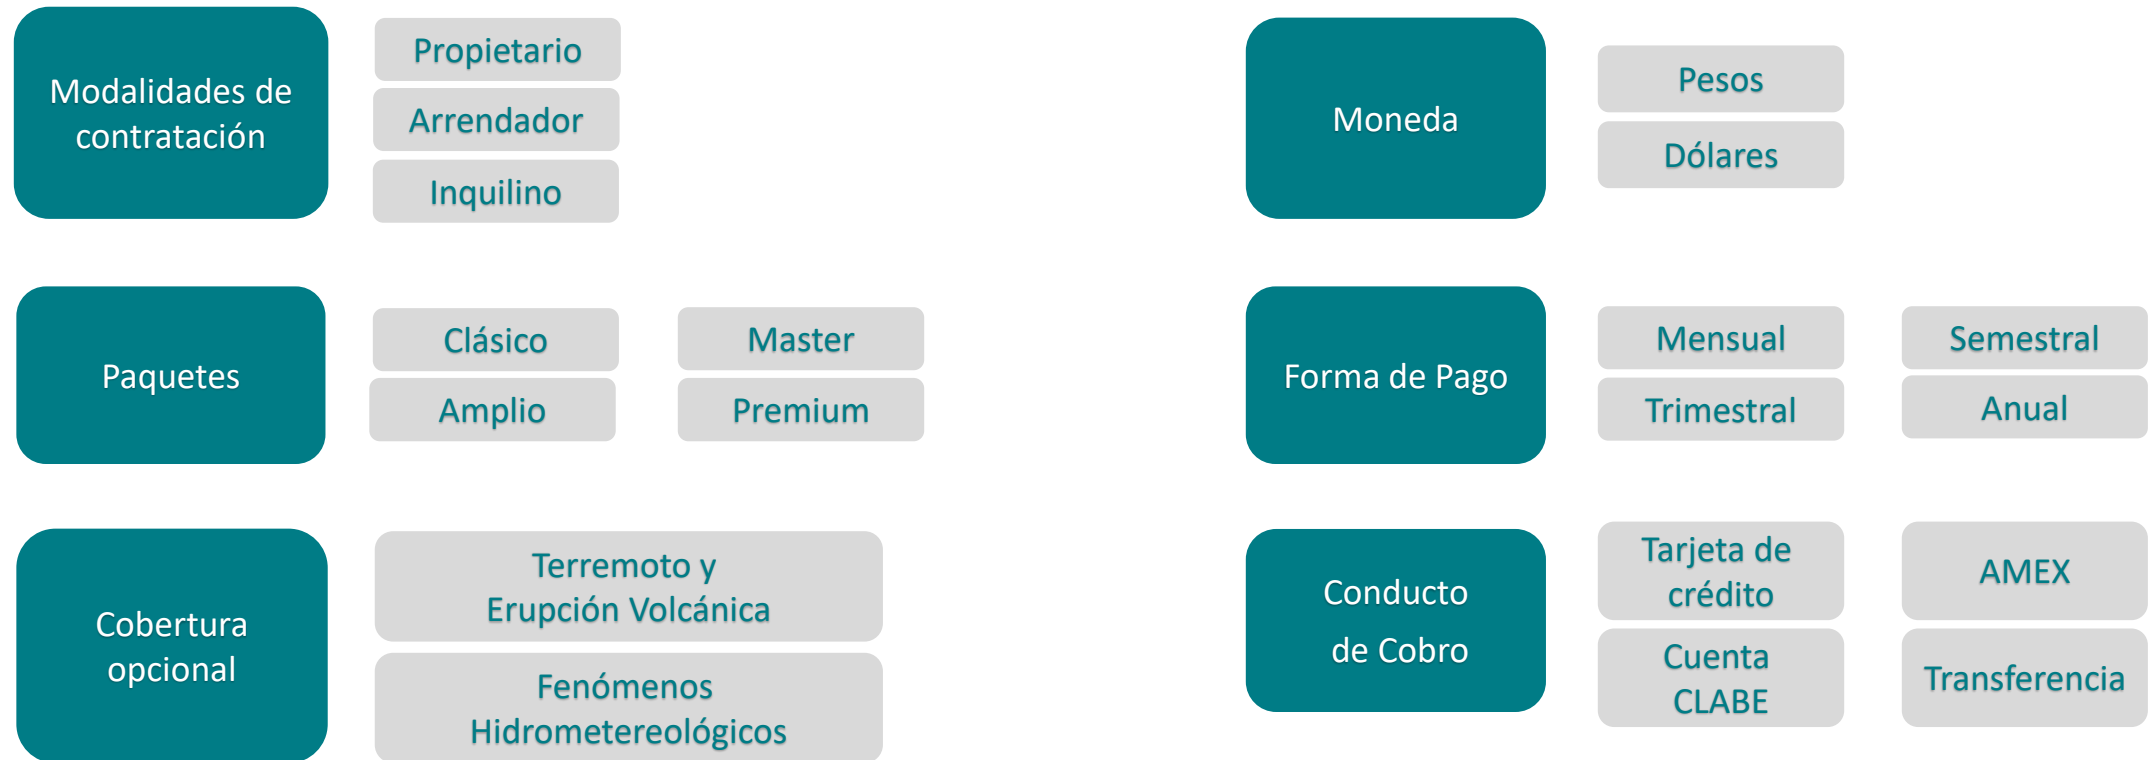 Modalidades de
contratación
Propietario
Arrendador
Inquilino
Moneda
Pesos
Dólares
Paquetes
Clásico
Master
Amplio
Premium
Forma de Pago
Mensual
Semestral
Trimestral
Anual
Cobertura
opcional
Terremoto y
Erupción Volcánica
Fenómenos
Hidrometereológicos
Conducto
de Cobro
Tarjeta de
crédito
AMEX
Cuenta
CLABE
Transferencia